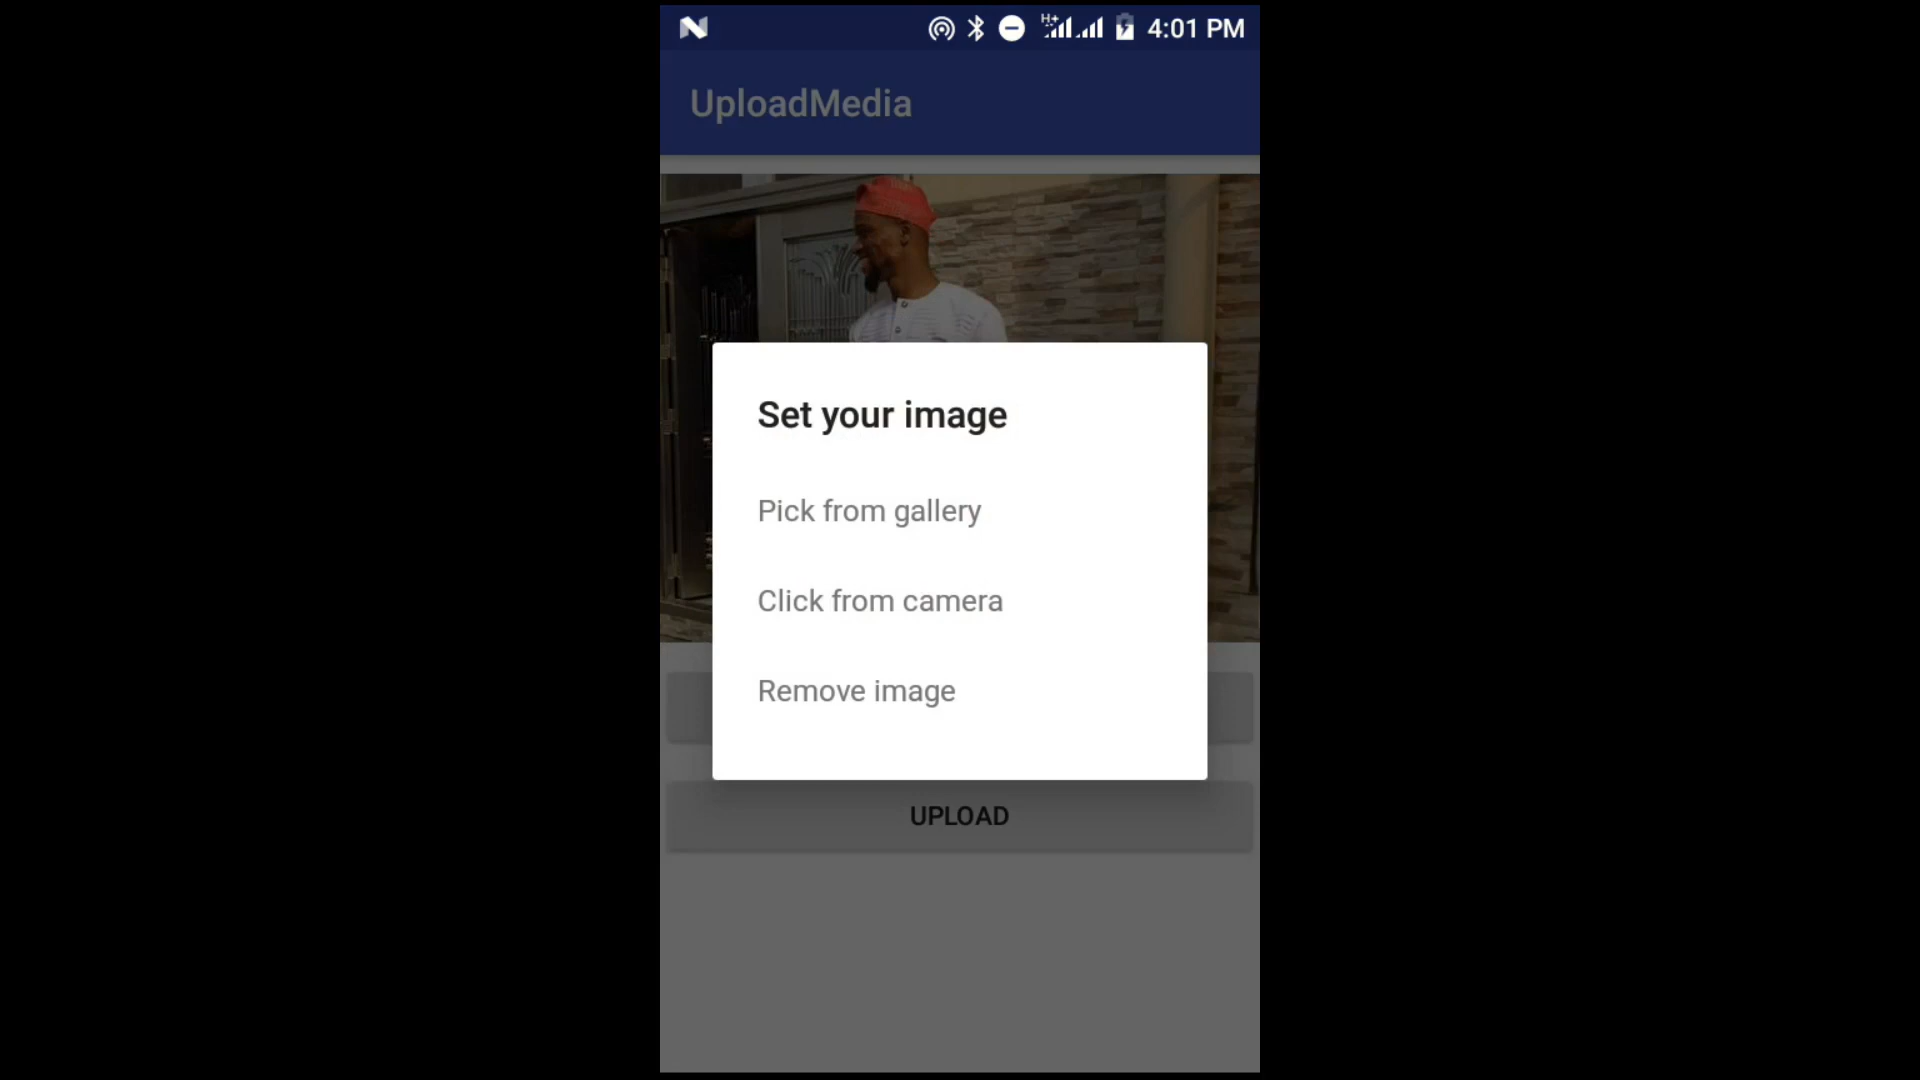 H+ 4:01 PM
UploadMedia
Set your image
Pick from gallery
Click from camera
Remove image
UPLOAD